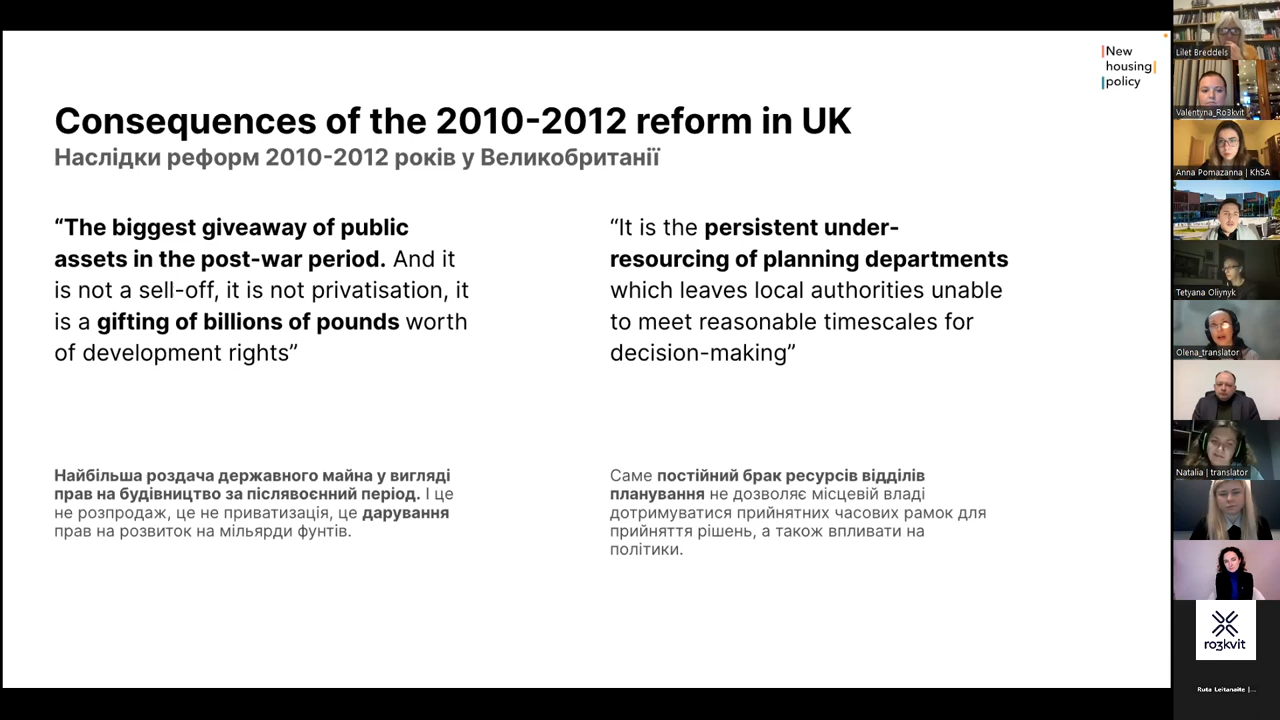 New
housing
policy
Consequences of the 2010-2012 reform in UK
Наслідки реформ 2010-2012 років у Великобританії
“The biggest giveaway of public
assets in the post-war period. And it
is not a sell-off, it is not privatisation, it
is a gifting of billions of pounds worth
of development rights”
“It is the persistent under-
resourcing of planning departments
which leaves local authorities unable
to meet reasonable timescales for
decision-making”
Найбільша роздача державного майна у вигляді
прав на будівництво за післявоєнний період. І це
не розпродаж, це не приватизація, це дарування
прав на розвиток на мільярди фунтів.
Саме постійний брак ресурсів відділів
планування не дозволяє місцевій владі
дотримуватися прийнятних часових рамок для
прийняття рішень, а також впливати на
політики.
Lilet Breddels
Valentyna_Ro3kvit
Anna Pomazanna | KhSA
Tetyana Oliynyk
Olena_translator
Natalia | translator
ro3kvit
Ruta Leitanaite |...